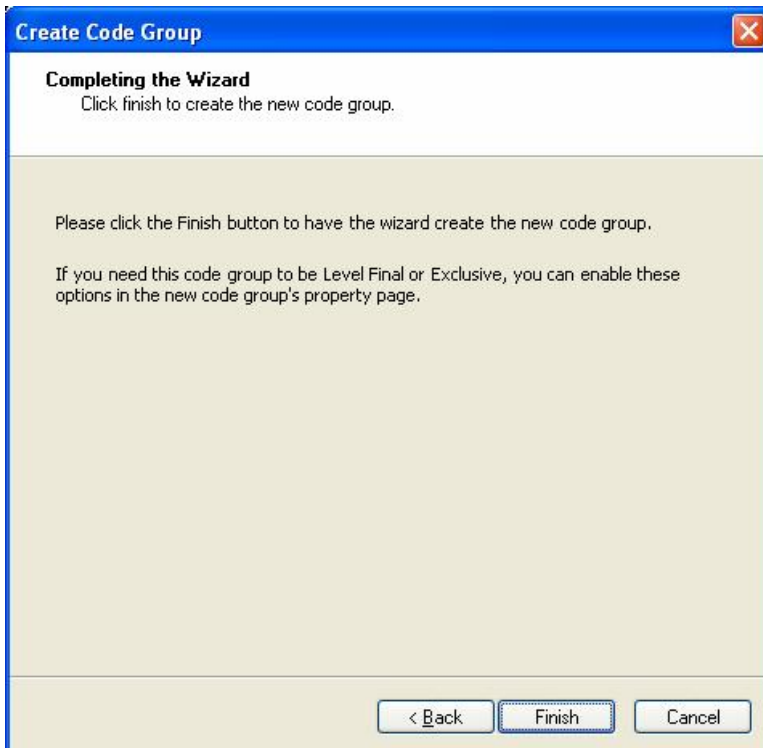 Create Code Group
Completing the Wizard
Click finish to create the new code group.
Please click the Finish button to have the wizard create the new code group.
If you need this code group to be Level Final or Exclusive, you can enable these
options in the new code group's property page.
< Back
Finish
Cancel